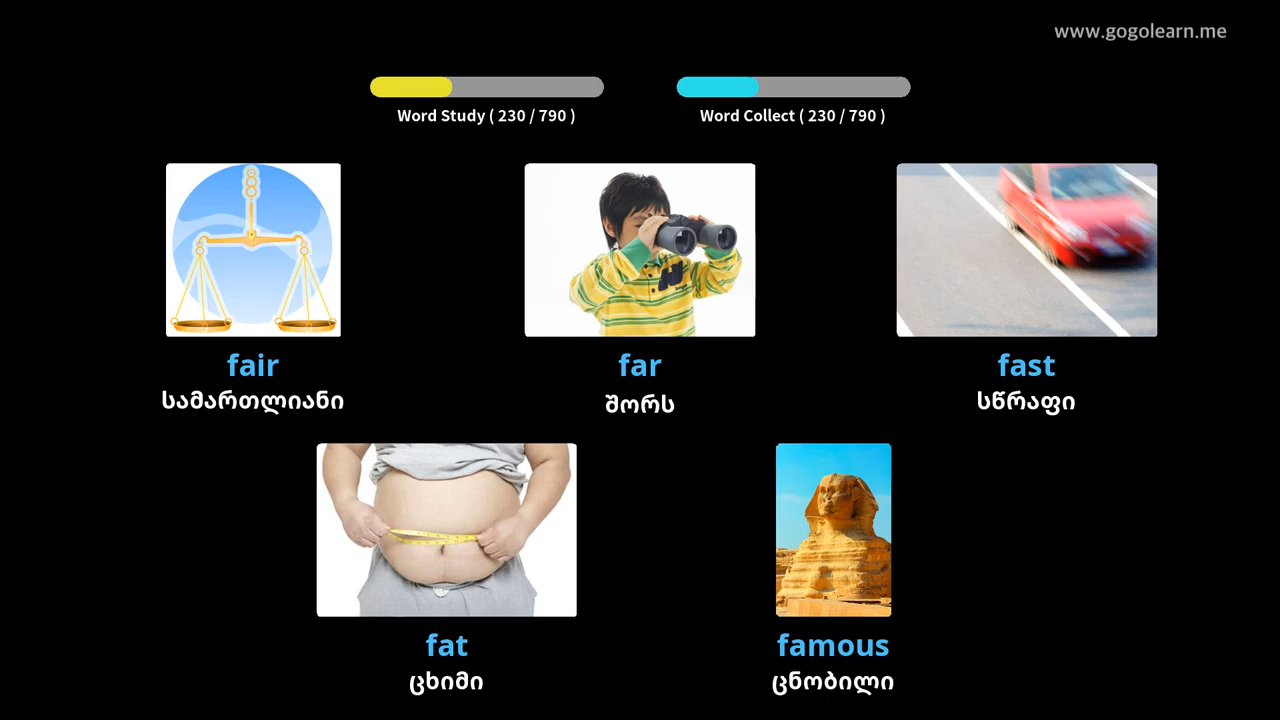 www.gogolearn.me
Word Study ( 230 / 790 )
Word Collect ( 230 / 790 )
fair
სამართლიანი
far
შორს
fast
სწრაფი
fat
ცხიმი
famous
ცნობილი